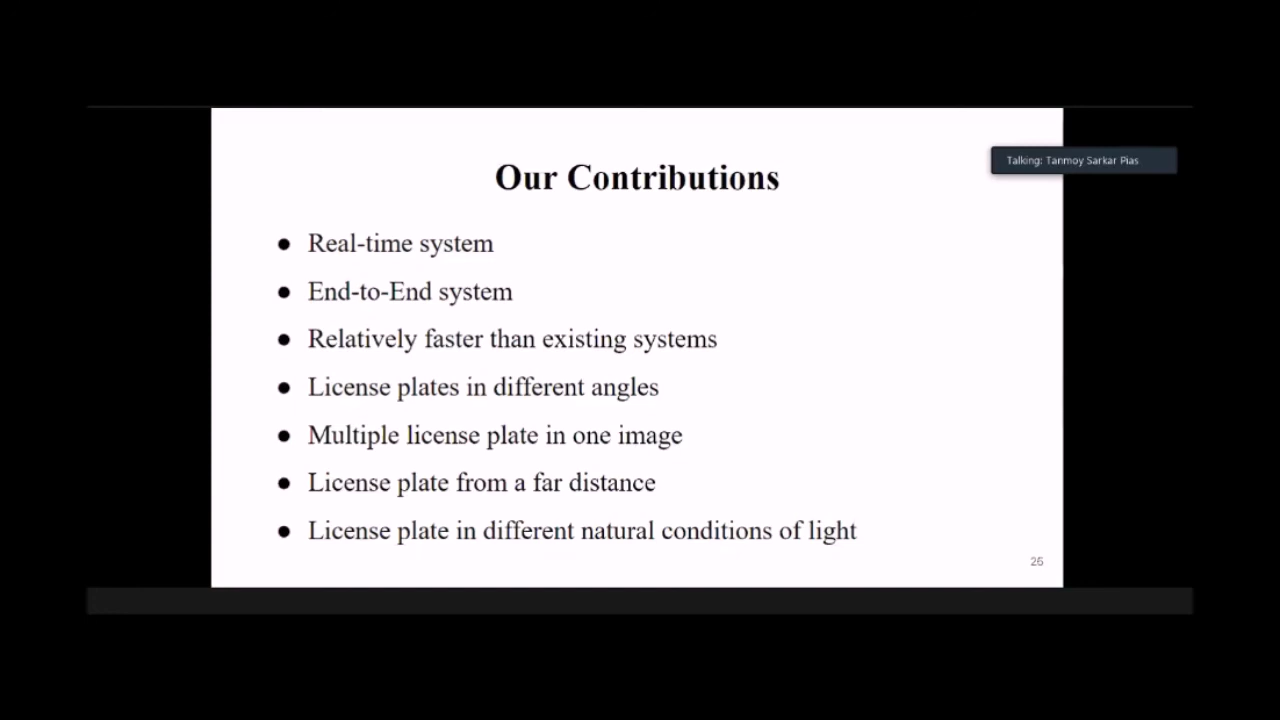 Our Contributions
Talking: Tanmoy Sarkar Pias
● Real-time system
● End-to-End system
● Relatively faster than existing systems
● License plates in different angles
● Multiple license plate in one image
● License plate from a far distance
● License plate in different natural conditions of light
25